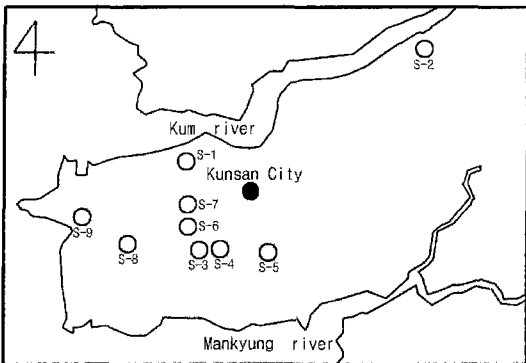 4
S-2
Kum river
S-1
Kunsan City
S-7
S-6
S-9
S-8
S-3
S-4
S-5
Mankyung river